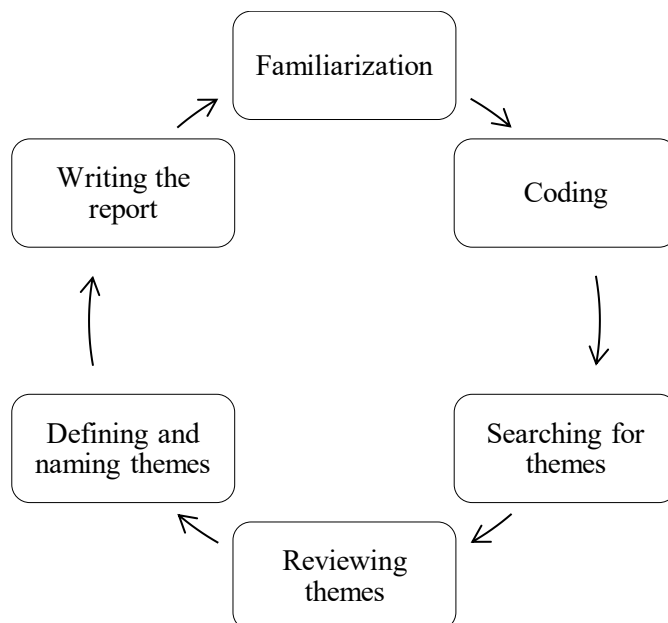 Familiarization
Coding
Searching for
themes
Reviewing
themes
Defining and
naming themes
Writing the
report